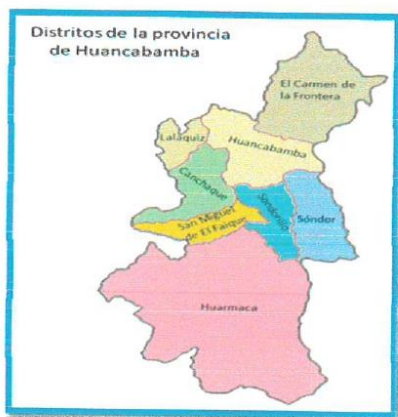 Distritos de la provincia
de Huancabamba
El Carmen de
la Frontera
Lalaquiz
Huancabamba
Canchaque
Sondorillo
Sóndor
San Miguel
de El Faique
Huarmaca